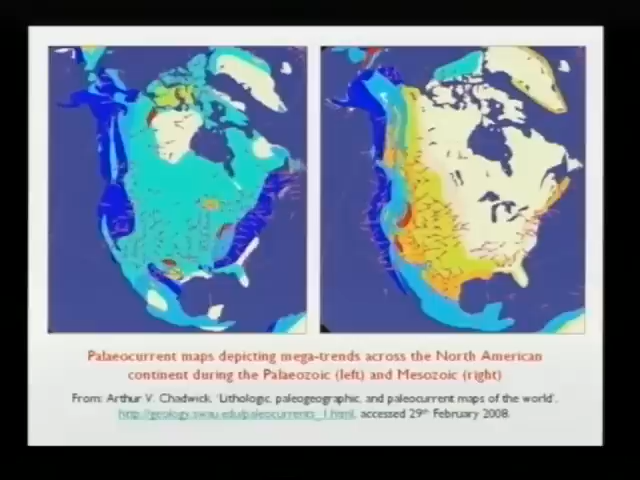 Palaeocurrent maps depicting mega-trends across the North American
continent during the Palaeozoic (left) and Mesozoic (right)
From: Arthur V. Chadwick, 'Lithologic, paleogeographic, and paleocurrent maps of the world'.
http://geology.swau.edu/paleocurrents_1.html, accessed 29th February 2008.